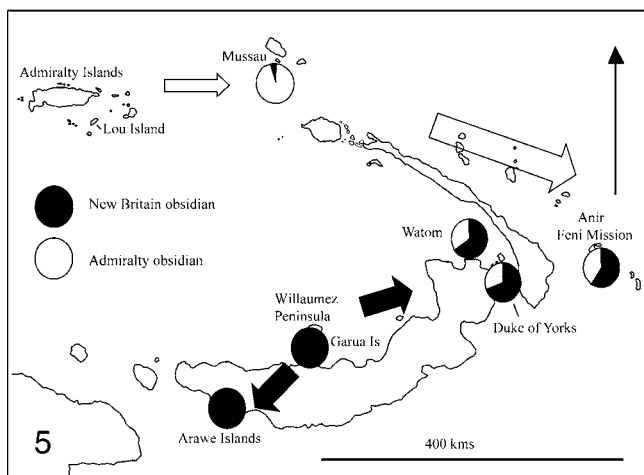 Mussau
Admiralty Islands
Lou Island
New Britain obsidian
Admiralty obsidian
Anir
Feni Mission
Watom
Willaumez
Peninsula
Garua Is
Duke of Yorks
Arawe Islands
5
400 kms